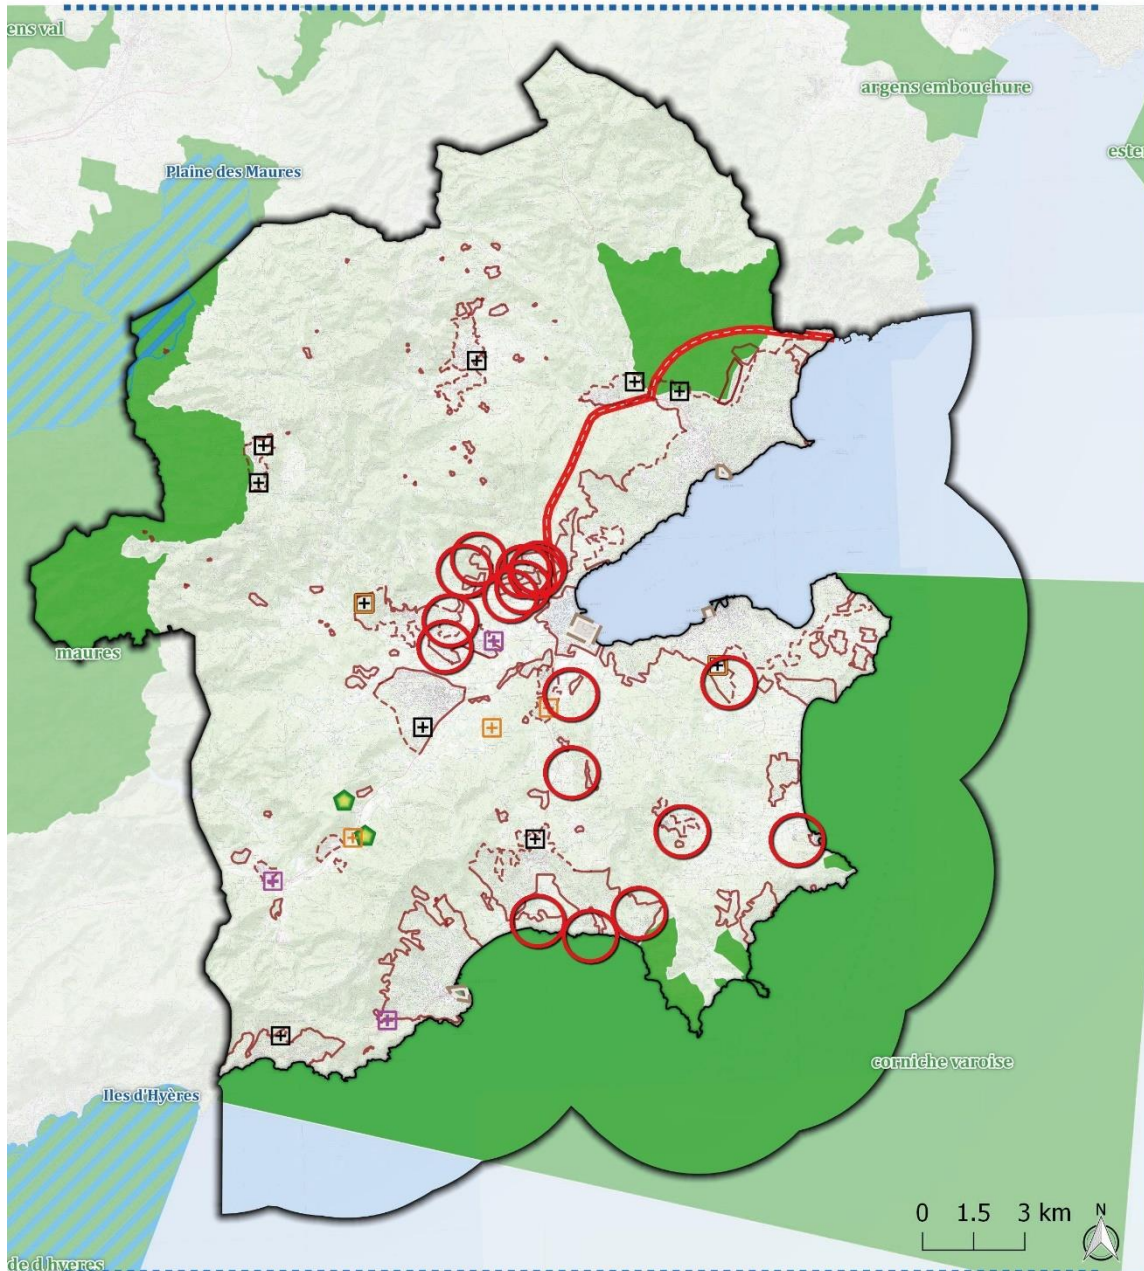 ens val
argens embouchure
ester
Plaine des Maures
maures
corniche varoise
Iles d'Hyères
0 1.5 3 km
N
de d hyeres